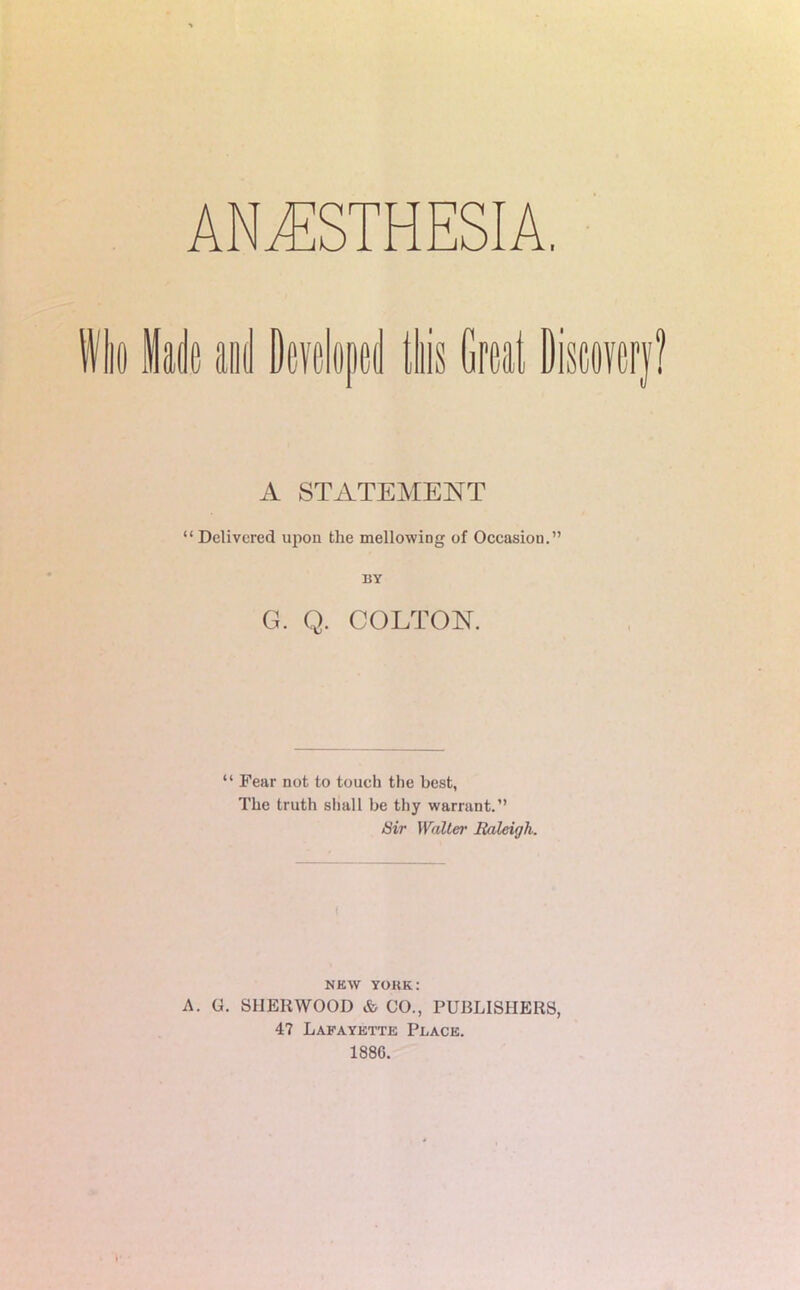 ANÆSTHESIA.
Who Made and Developed this Great Discovery?
A STATEMENT
“Delivered upon the mellowing of Occasion.”
BY
G. Q. COLTON.
“Fear not to touch the best,
The truth shall be thy warrant.”
Sir Walter Raleigh.
NEW YORK:
A. G. SHERWOOD & CO., PUBLISHERS,
47 LAFAYETTE PLACE.
1886.